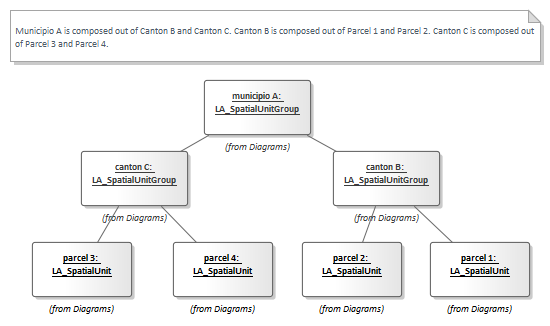 Municipio A is composed out of Canton B and Canton C. Canton B is composed out of Parcel 1 and Parcel 2. Canton C is composed out
of Parcel 3 and Parcel 4.
municipio A:
LA_SpatialUnitGroup
(from Diagrams)
canton C:
LA_SpatialUnitGroup
(from Diagrams)
canton B:
LA_SpatialUnitGroup
(from Diagrams)
parcel 3:
LA_SpatialUnit
(from Diagrams)
parcel 4:
LA_SpatialUnit
(from Diagrams)
parcel 2:
LA_SpatialUnit
(from Diagrams)
parcel 1:
LA_SpatialUnit
(from Diagrams)